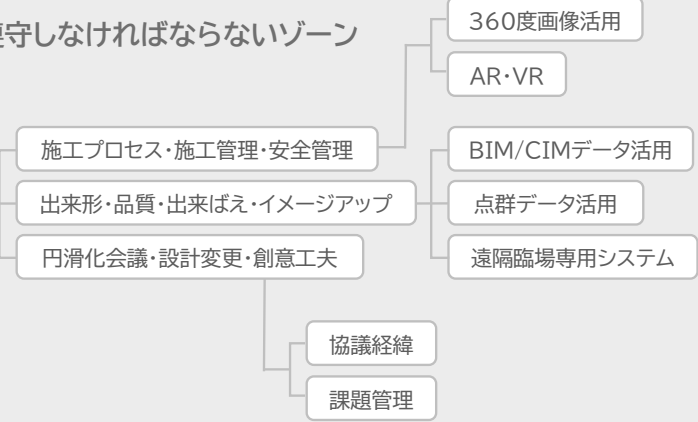 守しなければならないゾーン
360度画像活用
AR・VR
施工プロセス・施工管理・安全管理
出来形・品質・出来ばえ・イメージアップ
円滑化会議・設計変更・創意工夫
BIM/CIMデータ活用
点群データ活用
遠隔臨場専用システム
協議経緯
課題管理